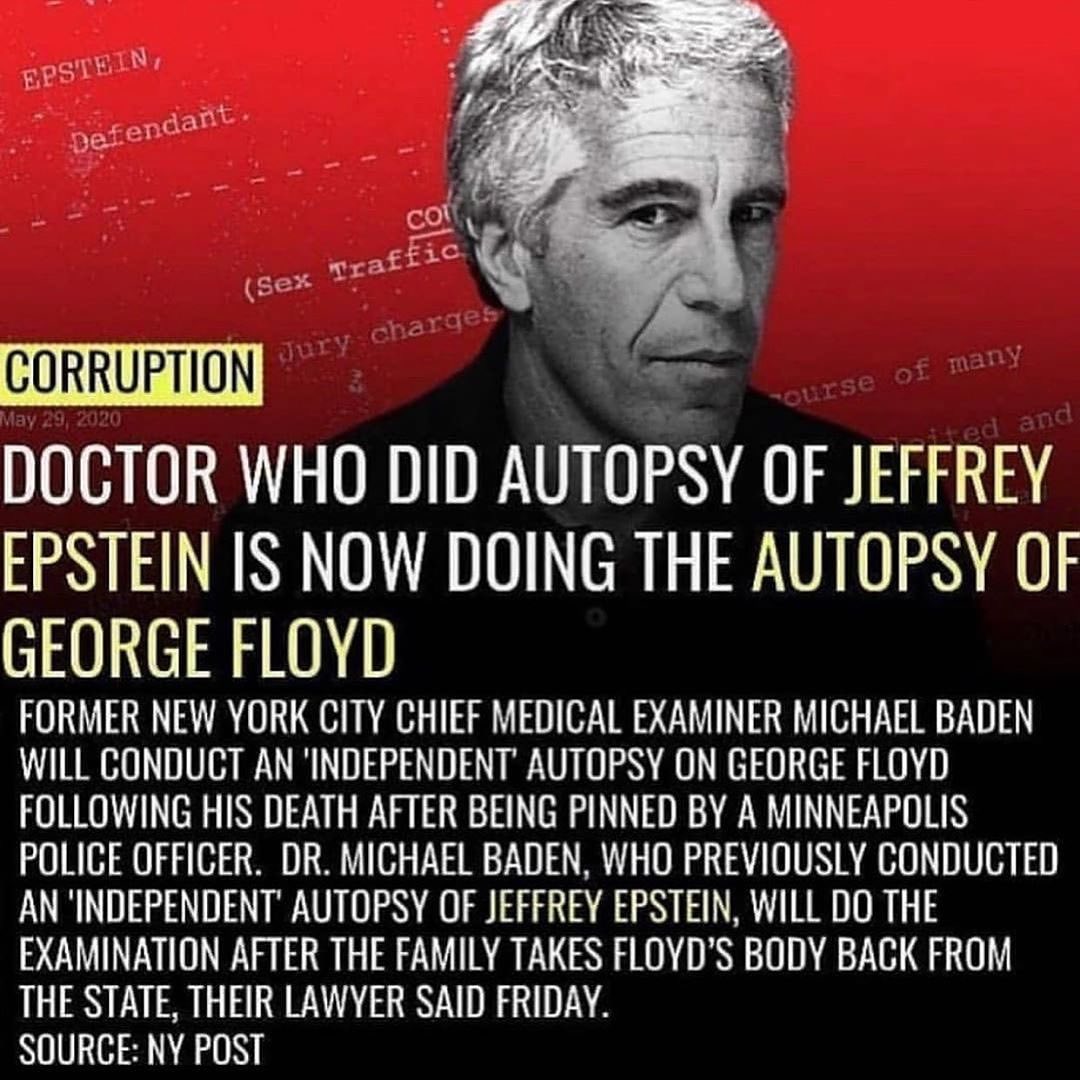 EPSTEIN,
Defendant.
(Sex Traffic
Jury charges
CORRUPTION
ourse of many
May 29, 2020
ited and
DOCTOR WHO DID AUTOPSY OF JEFFREY
EPSTEIN IS NOW DOING THE AUTOPSY OF
GEORGE FLOYD
FORMER NEW YORK CITY CHIEF MEDICAL EXAMINER MICHAEL BADEN
WILL CONDUCT AN 'INDEPENDENT' AUTOPSY ON GEORGE FLOYD
FOLLOWING HIS DEATH AFTER BEING PINNED BY A MINNEAPOLIS
POLICE OFFICER. DR. MICHAEL BADEN, WHO PREVIOUSLY CONDUCTED
AN 'INDEPENDENT' AUTOPSY OF JEFFREY EPSTEIN, WILL DO THE
EXAMINATION AFTER THE FAMILY TAKES FLOYD'S BODY BACK FROM
THE STATE, THEIR LAWYER SAID FRIDAY.
SOURCE: NY POST